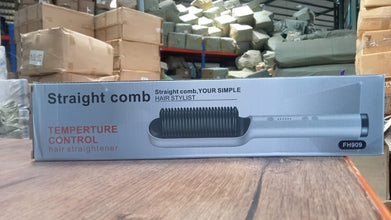 Straight comb
Straight comb,YOUR SIMPLE
HAIR STYLIST
TEMPERTURE
CONTROL
hair straightener
FH909